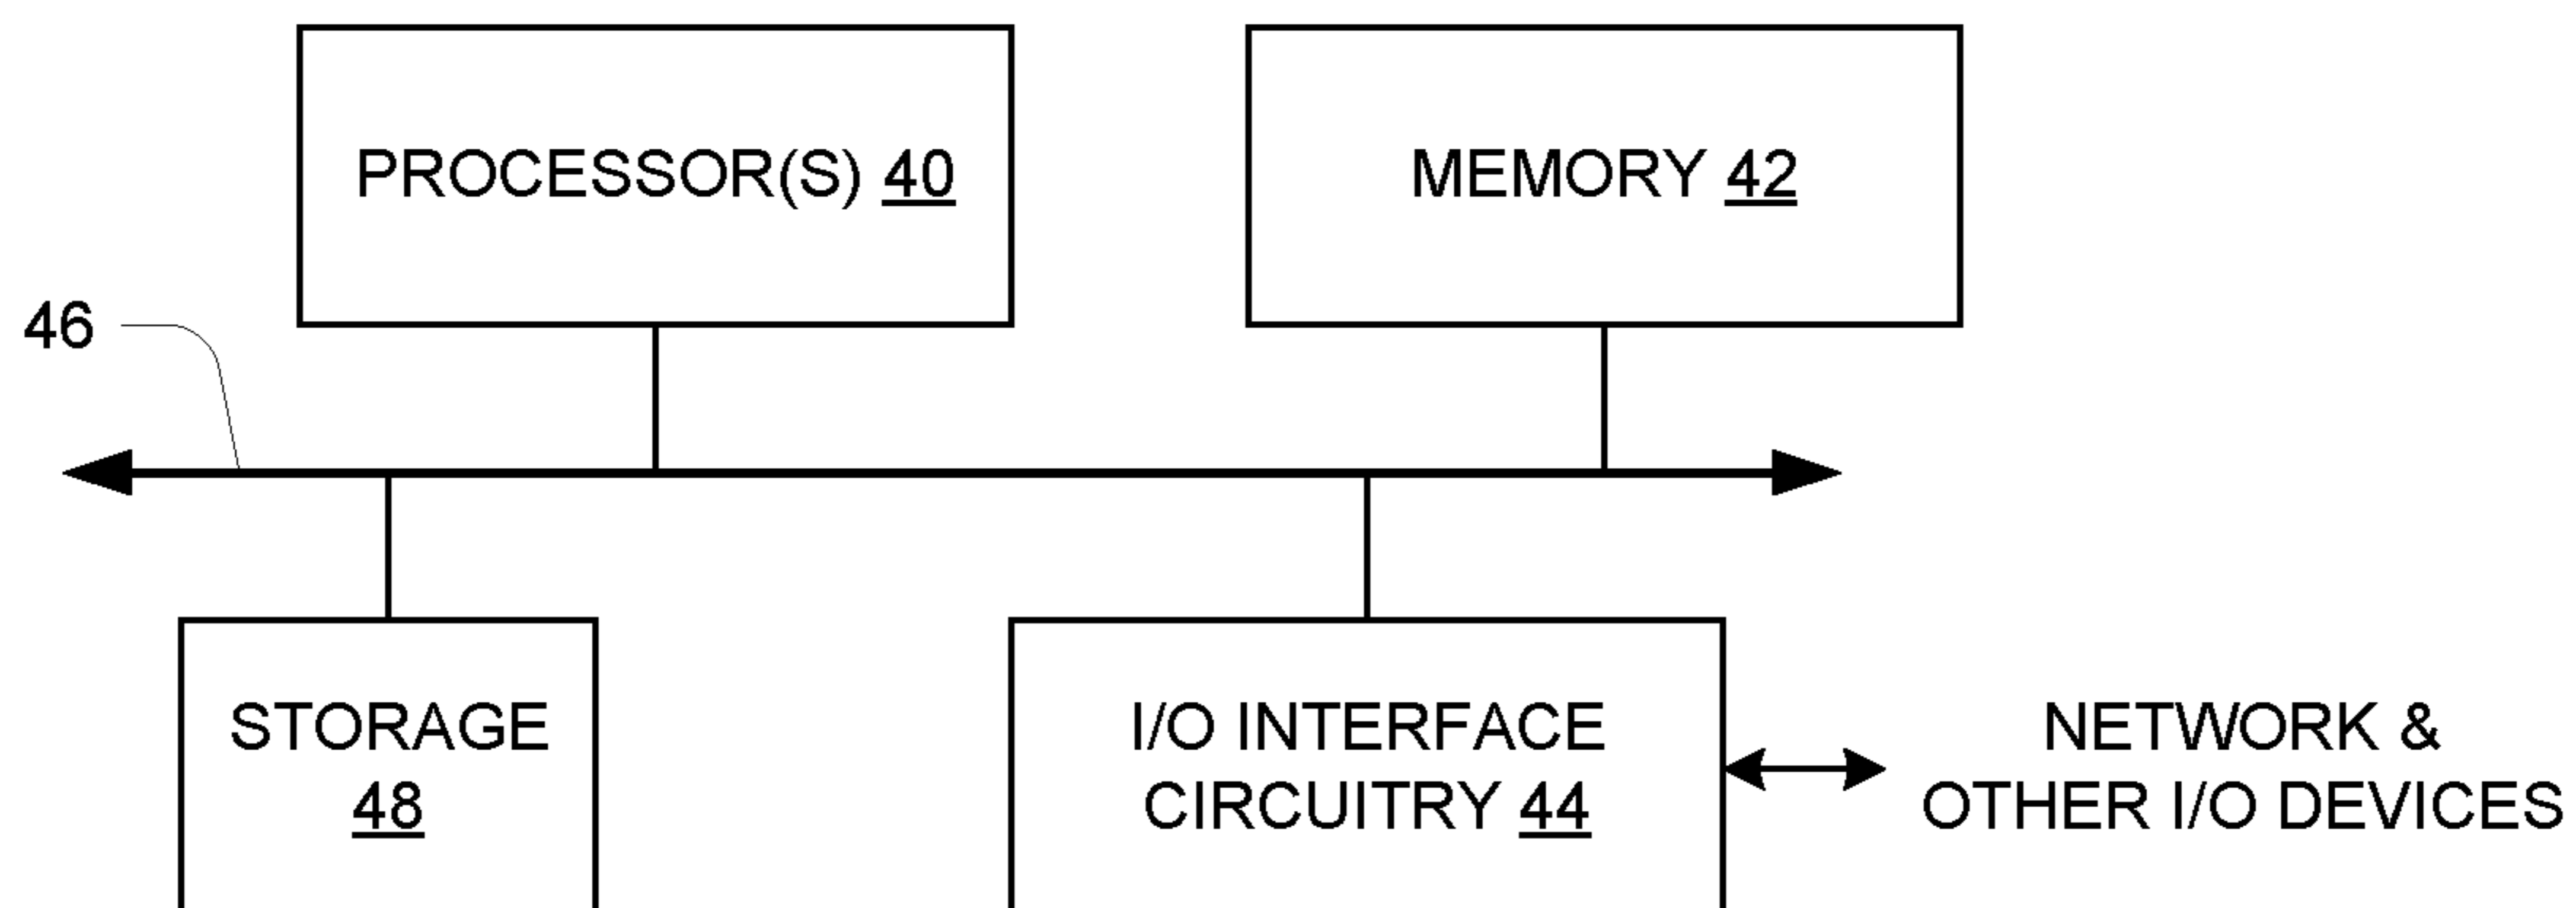 PROCESSOR(S) 40
MEMORY 42
46
STORAGE
48
I/O INTERFACE
CIRCUITRY 44
NETWORK &
OTHER I/O DEVICES